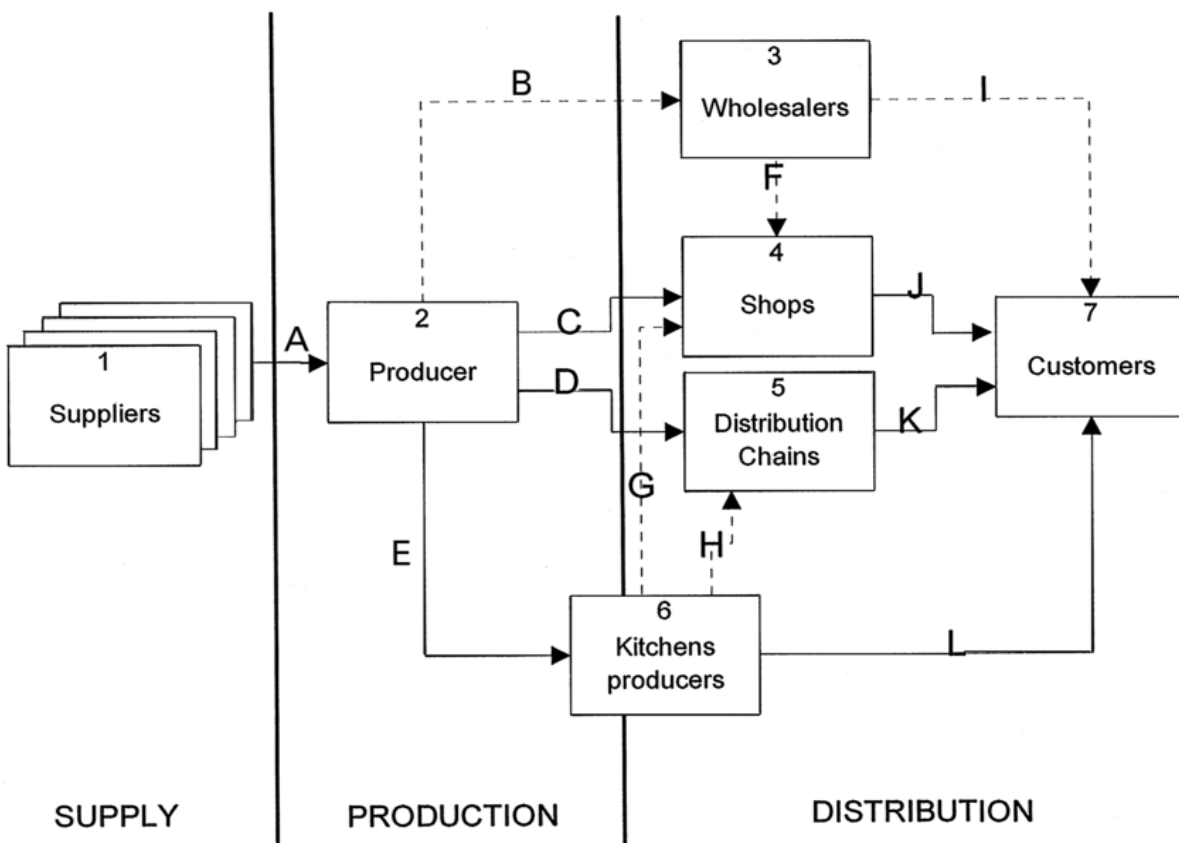 B
3
Wholesalers
I
F
4
Shops
J
C
2
Producer
A
D
1
Suppliers
7
Customers
5
Distribution
Chains
K
G
H
E
6
Kitchens
producers
L
SUPPLY
PRODUCTION
DISTRIBUTION